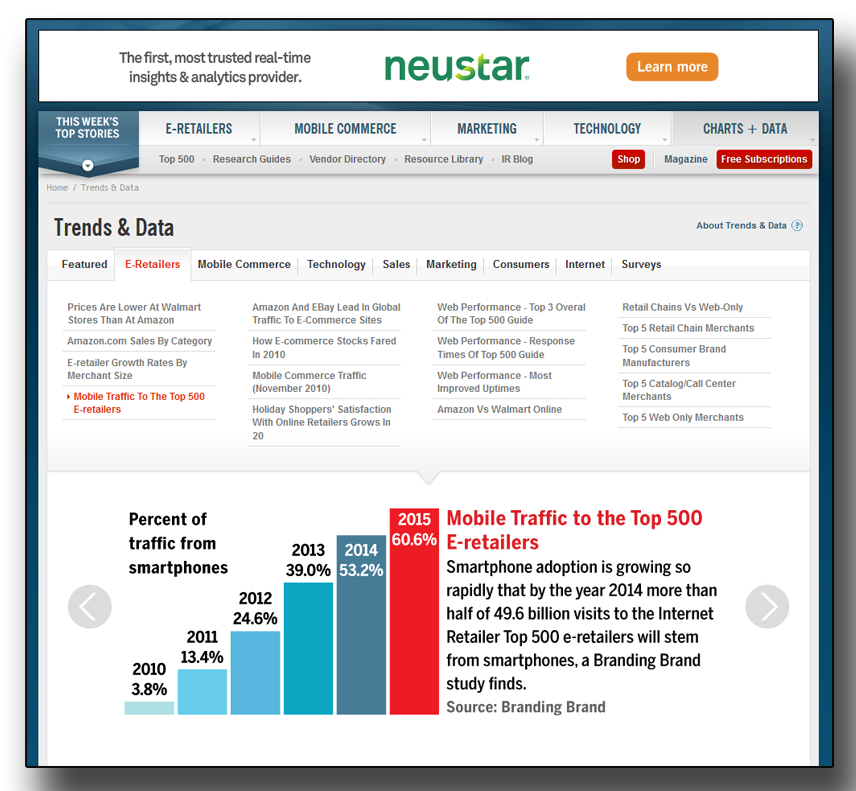 The first, most trusted real-time
insights & analytics provider.
neustar
Learn more
THIS WEEK'S
TOP STORIES
E-RETAILERS
MOBILE COMMERCE
MARKETING
TECHNOLOGY
CHARTS + DATA
Top 500 • Research Guides • Vendor Directory • Resource Library • IR Blog
Shop
Magazine
Free Subscriptions
Home / Trends & Data
Trends & Data
About Trends & Data ?
Featured
E-Retailers
Mobile Commerce
Technology
Sales
Marketing
Consumers
Internet
Surveys
Prices Are Lower At Walmart
Stores Than At Amazon
Amazon.com Sales By Category
E-retailer Growth Rates By
Merchant Size
Mobile Traffic To The Top 500
E-retailers
Amazon And EBay Lead In Global
Traffic To E-Commerce Sites
How E-commerce Stocks Fared
In 2010
Mobile Commerce Traffic
(November 2010)
Holiday Shoppers' Satisfaction
With Online Retailers Grows In
20
Web Performance - Top 3 Overal
Of The Top 500 Guide
Web Performance - Response
Times Of Top 500 Guide
Web Performance - Most
Improved Uptimes
Amazon Vs Walmart Online
Retail Chains Vs Web-Only
Top 5 Retail Chain Merchants
Top 5 Consumer Brand
Manufacturers
Top 5 Catalog/Call Center
Merchants
Top 5 Web Only Merchants
Percent of
traffic from
smartphones
2010
3.8%
2011
13.4%
2012
24.6%
2013
39.0%
2014
53.2%
2015
60.6%
Mobile Traffic to the Top 500
E-retailers
Smartphone adoption is growing so
rapidly that by the year 2014 more than
half of 49.6 billion visits to the Internet
Retailer Top 500 e-retailers will stem
from smartphones, a Branding Brand
study finds.
Source: Branding Brand